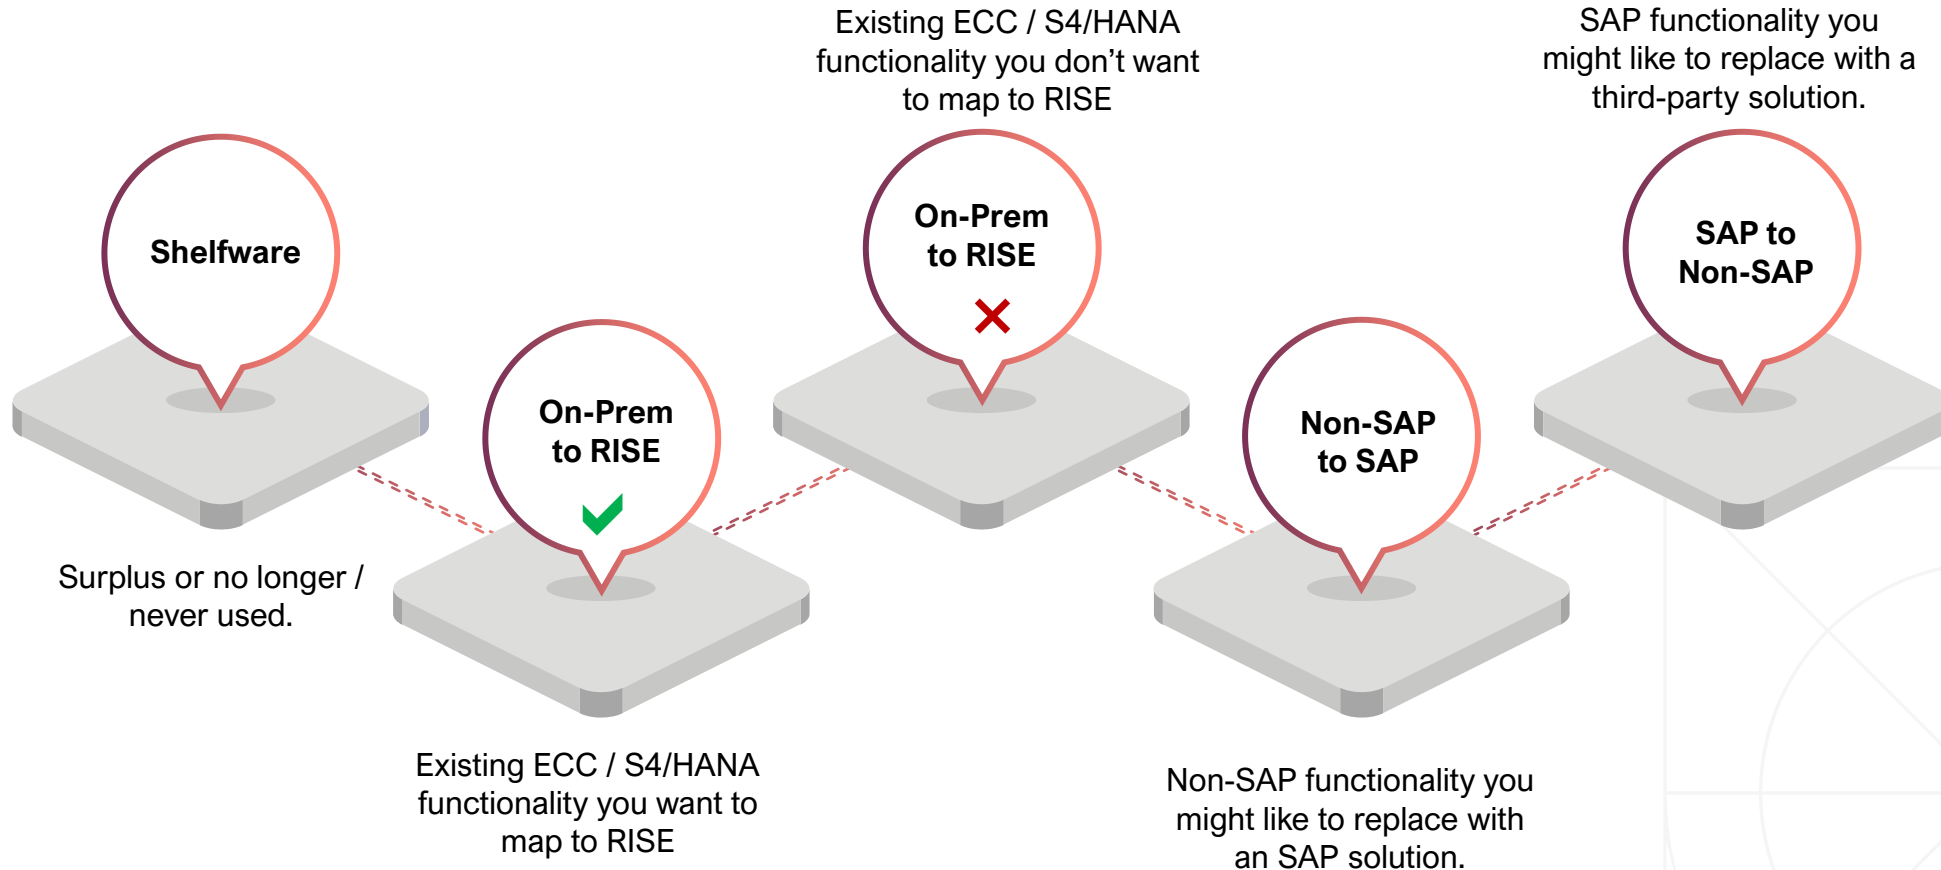 Shelfware
Surplus or no longer /
never used.
On-Prem
to RISE
Existing ECC / S4/HANA
functionality you want to
map to RISE
Existing ECC / S4/HANA
functionality you don’t want
to map to RISE
On-Prem
to RISE
Non-SAP
to SAP
Non-SAP functionality you
might like to replace with
an SAP solution.
SAP functionality you
might like to replace with a
third-party solution.
SAP to
Non-SAP